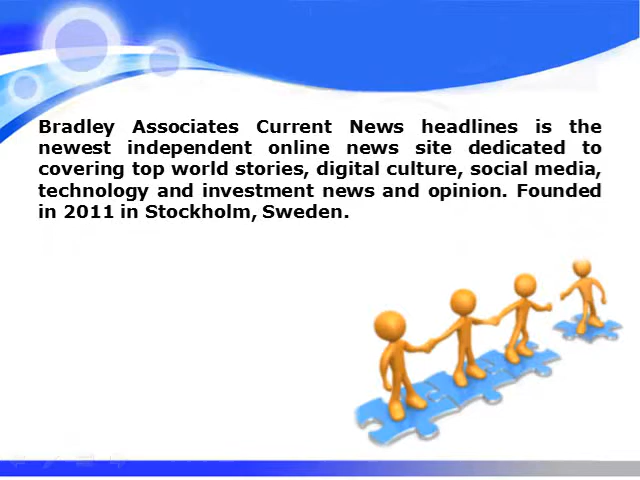 Bradley Associates Current News headlines is the
newest independent online news site dedicated to
covering top world stories, digital culture, social media,
technology and investment news and opinion. Founded
in 2011 in Stockholm, Sweden.